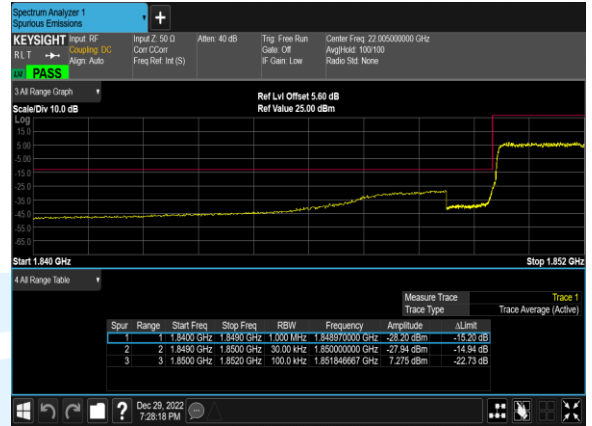 Spectrum Analyzer 1
Spurious Emissions
KEYSIGHT Input: RF Input Z: 50 Ω Atten: 40 dB Trig: Free Run Center Freq: 22.005000000 GHz
RLT Coupling: DC Corr CCorr Gate: Off Avg|Hold: 100/100
Align: Auto Freq Ref: Int (S) IF Gain: Low Radio Std: None
PASS
3 All Range Graph
Ref Lvl Offset 5.60 dB
Scale/Div 10.0 dB Ref Value 25.00 dBm
Log
15.0
5.00
-5.00
-15.0
-25.0
-35.0
-45.0
-55.0
-65.0
Start 1.840 GHz Stop 1.852 GHz
4 All Range Table
Measure Trace Trace 1
Trace Type Trace Average (Active)
Spur Range Start Freq Stop Freq RBW Frequency Amplitude ΔLimit
1 1 1.8400 GHz 1.8490 GHz 1.000 MHz 1.848970000 GHz -28.20 dBm -15.20 dB
2 2 1.8490 GHz 1.8500 GHz 30.00 kHz 1.850000000 GHz -27.94 dBm -14.94 dB
3 3 1.8500 GHz 1.8520 GHz 100.0 kHz 1.851846667 GHz 7.275 dBm -22.73 dB
? Dec 29, 2022
7:28:18 PM